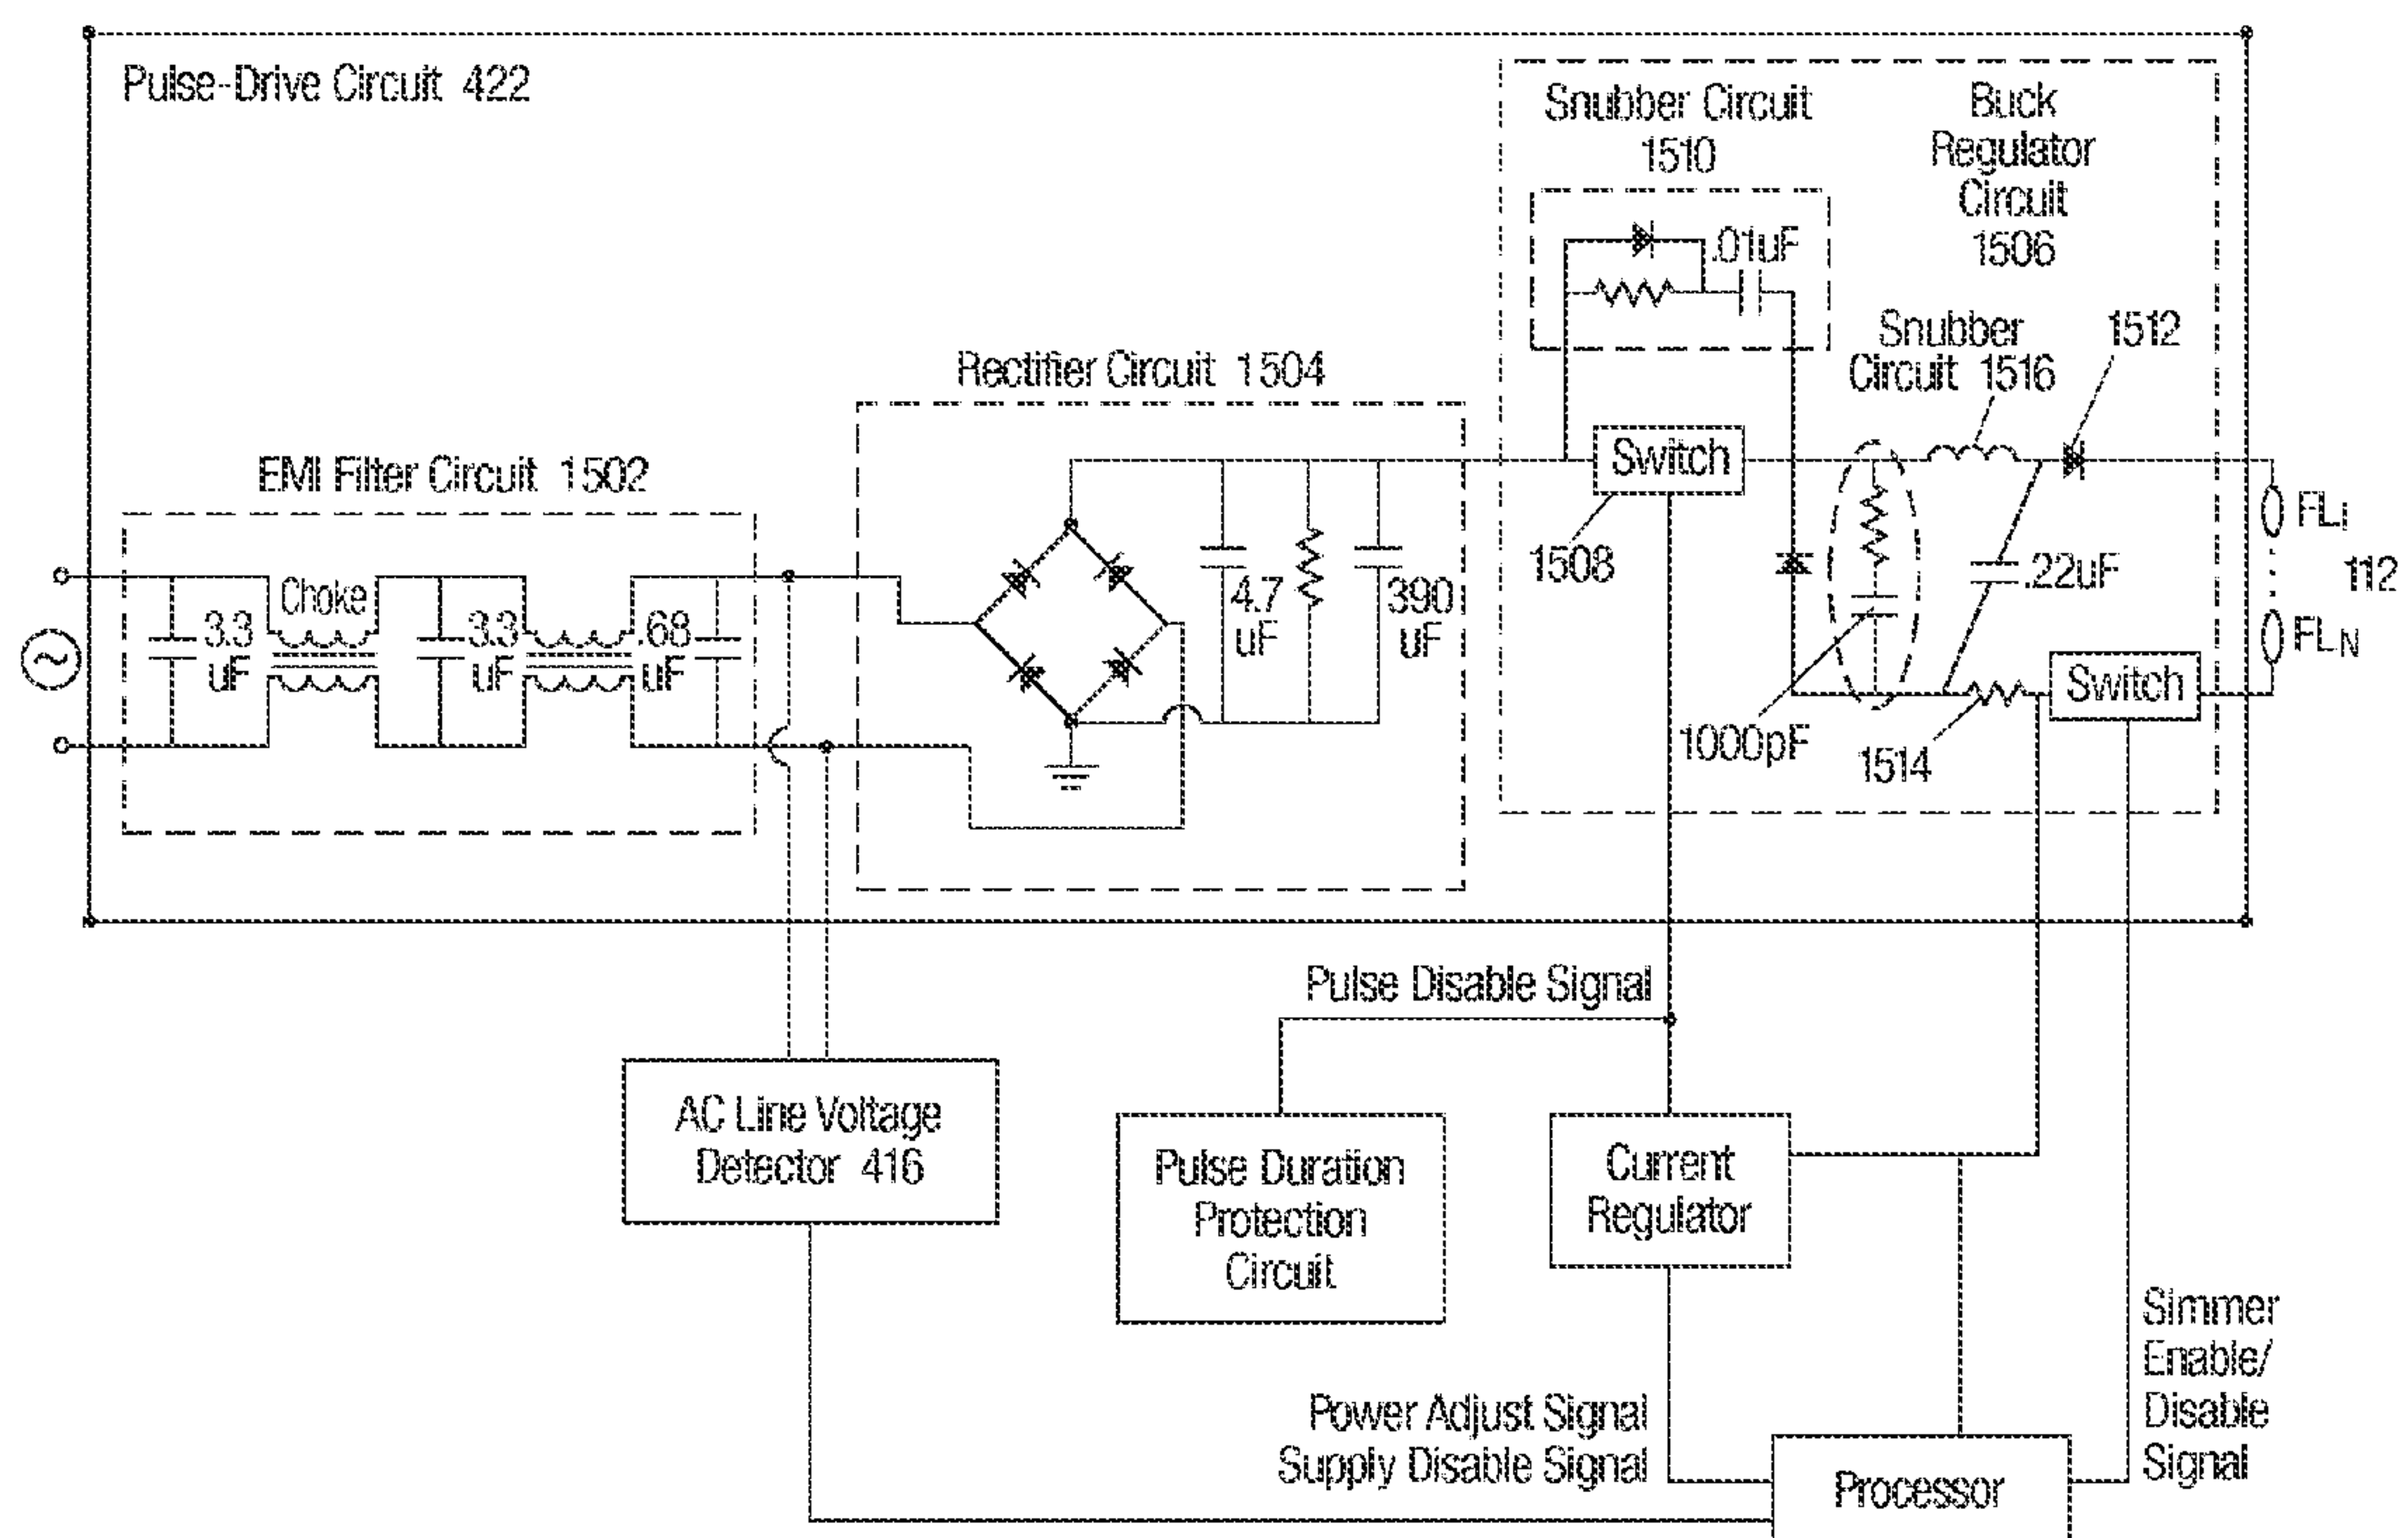 Pulse-Drive Circuit 422
Snubber Circuit
1510
Buck
Regulator
Circuit
1506
.01uF
Snubber
Circuit 1516
1512
Rectifier Circuit 1504
EMI Filter Circuit 1502
Switch
1508
FL1
112
FLN
Choke
3.3
uF
3.3
uF
.68
uF
4.7
uF
390
uF
.22uF
Switch
1000pF
1514
~
Pulse Disable Signal
AC Line Voltage
Detector 416
Pulse Duration
Protection
Circuit
Current
Regulator
Simmer
Enable/
Disable
Signal
Power Adjust Signal
Supply Disable Signal
Processor